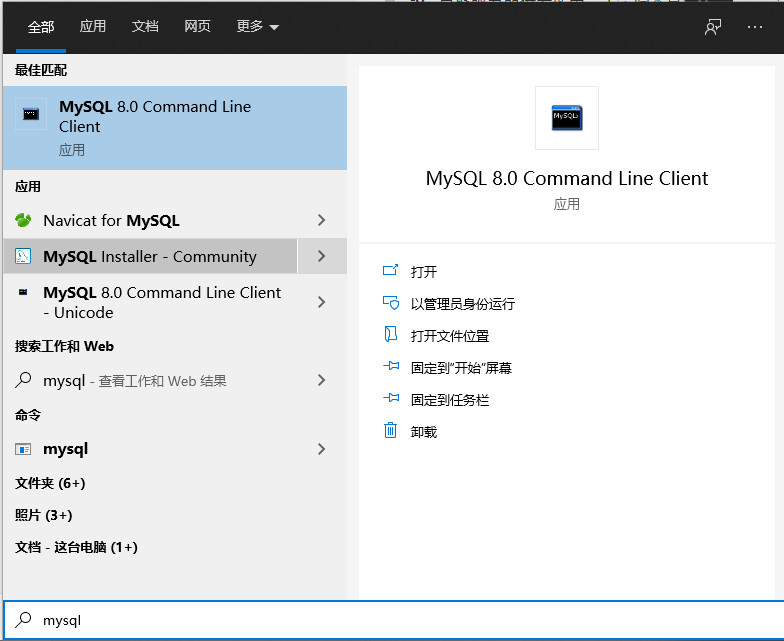 全部 应用 文档 网页 更多
最佳匹配
MySQL 8.0 Command Line
Client
应用
应用
Navicat for MySQL
MySQL Installer - Community
MySQL 8.0 Command Line Client
- Unicode
搜索工作和 Web
mysql - 查看工作和 Web 结果
命令
mysql
文件夹 (6+)
照片 (3+)
文档 - 这台电脑 (1+)
MySQL>
MySQL 8.0 Command Line Client
应用
打开
以管理员身份运行
打开文件位置
固定到"开始"屏幕
固定到任务栏
卸载
mysql